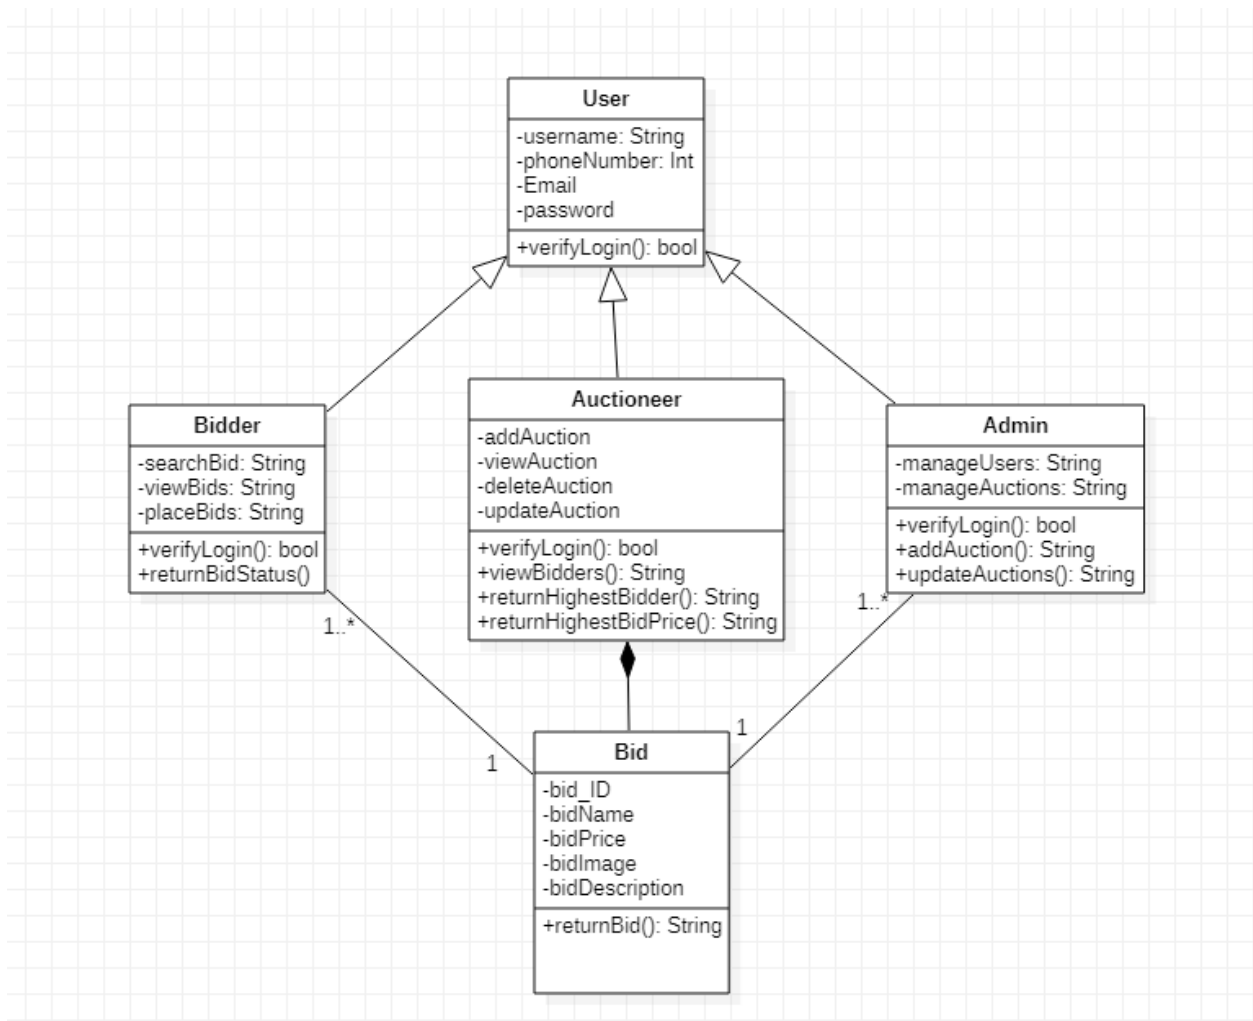 User
-username: String
-phoneNumber: Int
-Email
-password
+verifyLogin(): bool
Bidder
-searchBid: String
-viewBids: String
-placeBids: String
+verifyLogin(): bool
+returnBidStatus()
Auctioneer
-addAuction
-viewAuction
-deleteAuction
-updateAuction
+verifyLogin(): bool
+viewBidders(): String
+returnHighestBidder(): String
+returnHighestBidPrice(): String
Admin
-manageUsers: String
-manageAuctions: String
+verifyLogin(): bool
+addAuction(): String
+updateAuctions(): String
1..*
1..*
1
1
Bid
-bid_ID
-bidName
-bidPrice
-bidImage
-bidDescription
+returnBid(): String